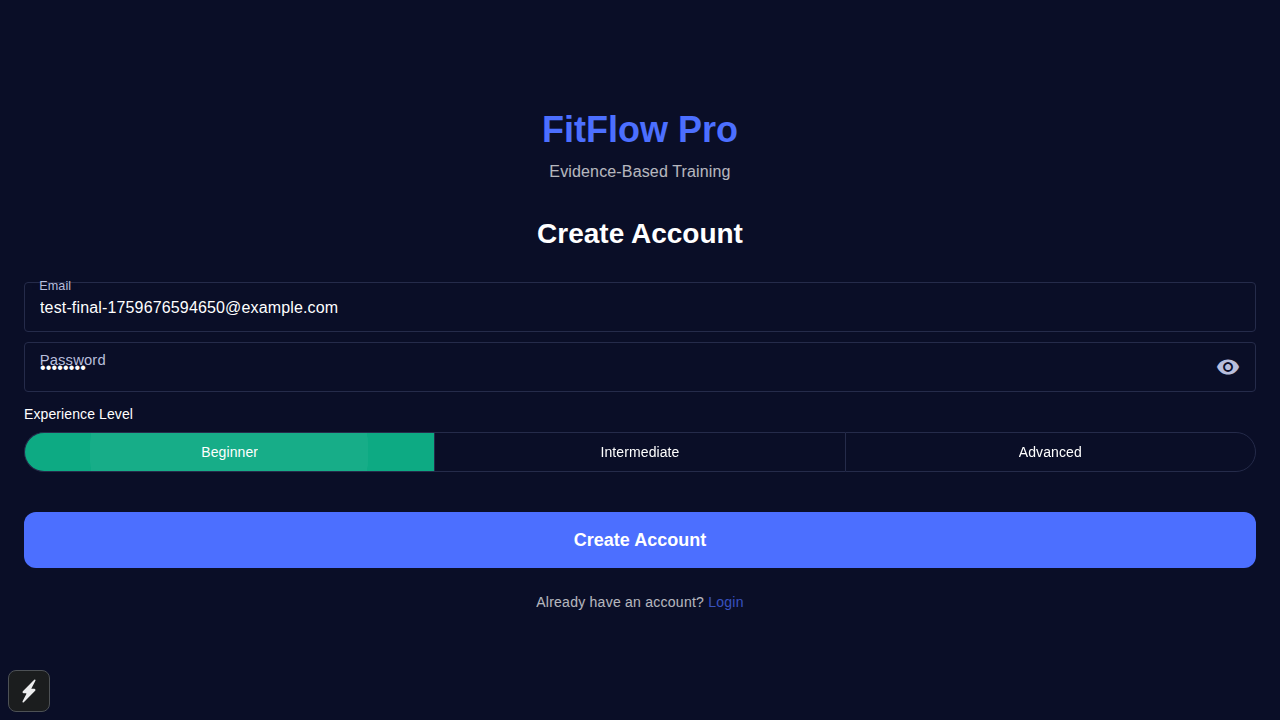 FitFlow Pro
Evidence-Based Training
Create Account
Email
test-final-1759676594650@example.com
Password
••••••••
Experience Level
Beginner
Intermediate
Advanced
Create Account
Already have an account? Login